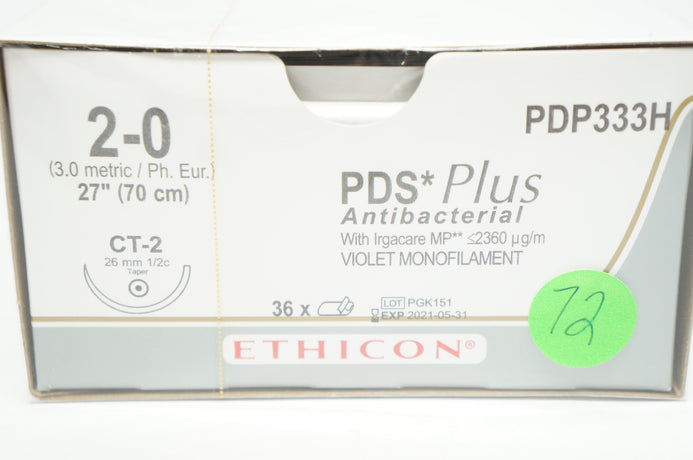 2-0
(3.0 metric / Ph. Eur.)
27" (70 cm)
CT-2
26 mm 1/2c
Taper
PDP333H
PDS* Plus
Antibacterial
With Irgacare MP** ≤2360 µg/m
VIOLET MONOFILAMENT
36 x
LOT PGK151
EXP 2021-05-31
72
ETHICON®